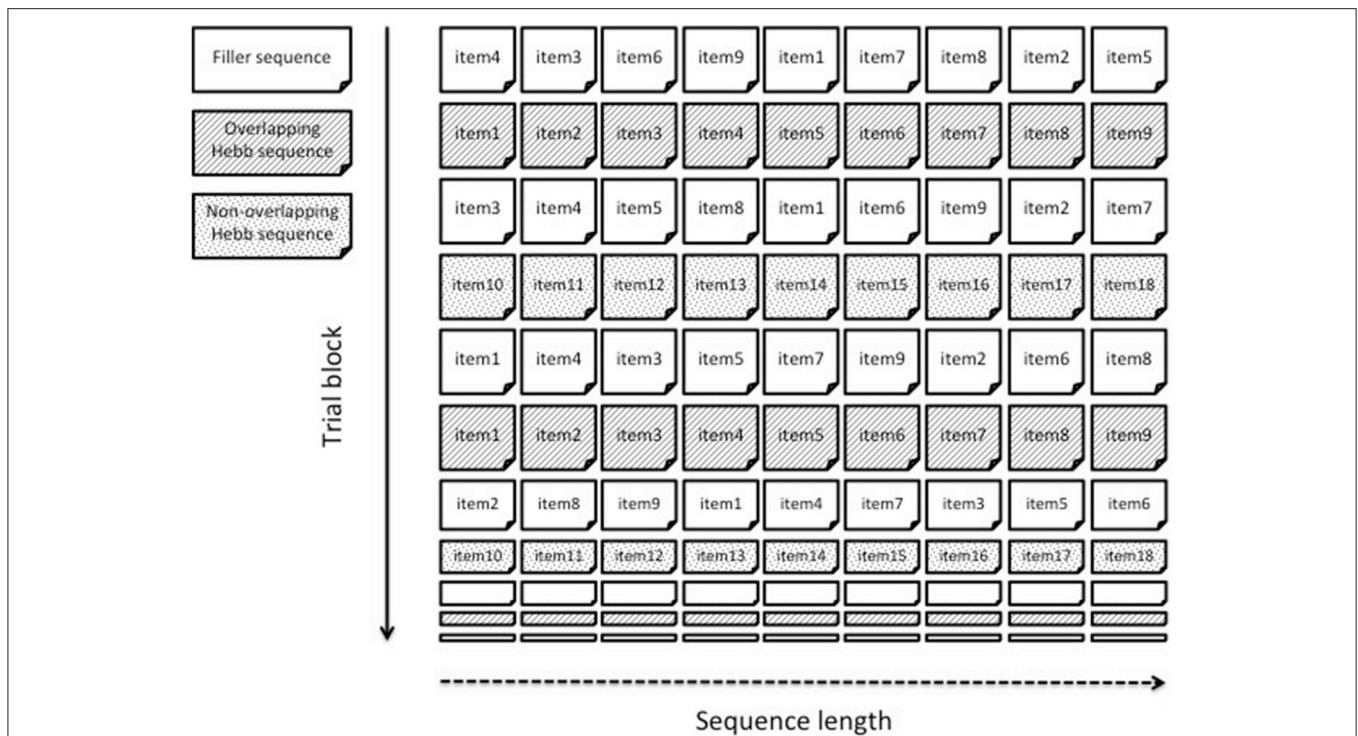 Filler sequence
Overlapping
Hebb sequence
Non-overlapping
Hebb sequence
Trial block
item4 item3 item6 item9 item1 item7 item8 item2 item5
item1 item2 item3 item4 item5 item6 item7 item8 item9
item3 item4 item5 item8 item1 item6 item9 item2 item7
item10 item11 item12 item13 item14 item15 item16 item17 item18
item1 item4 item3 item5 item7 item9 item2 item6 item8
item1 item2 item3 item4 item5 item6 item7 item8 item9
item2 item8 item9 item1 item4 item7 item3 item5 item6
item10 item11 item12 item13 item14 item15 item16 item17 item18
Sequence length